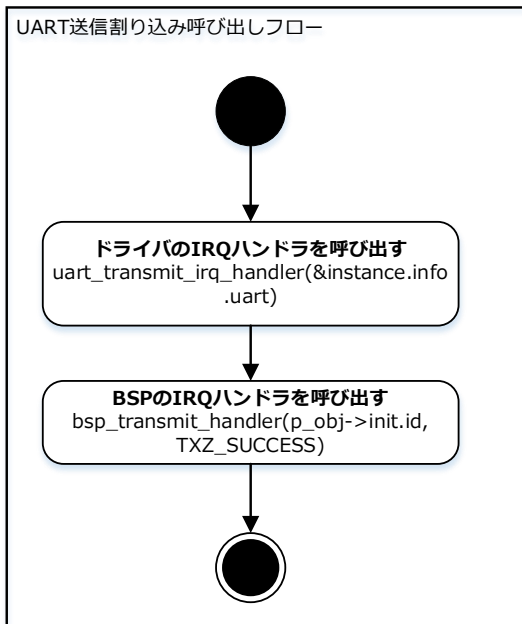 UART送信割り込み呼び出しフロー
ドライバのIRQハンドラを呼び出す
uart_transmit_irq_handler(&instance.info
.uart)
BSPのIRQハンドラを呼び出す
bsp_transmit_handler(p_obj->init.id,
TXZ_SUCCESS)